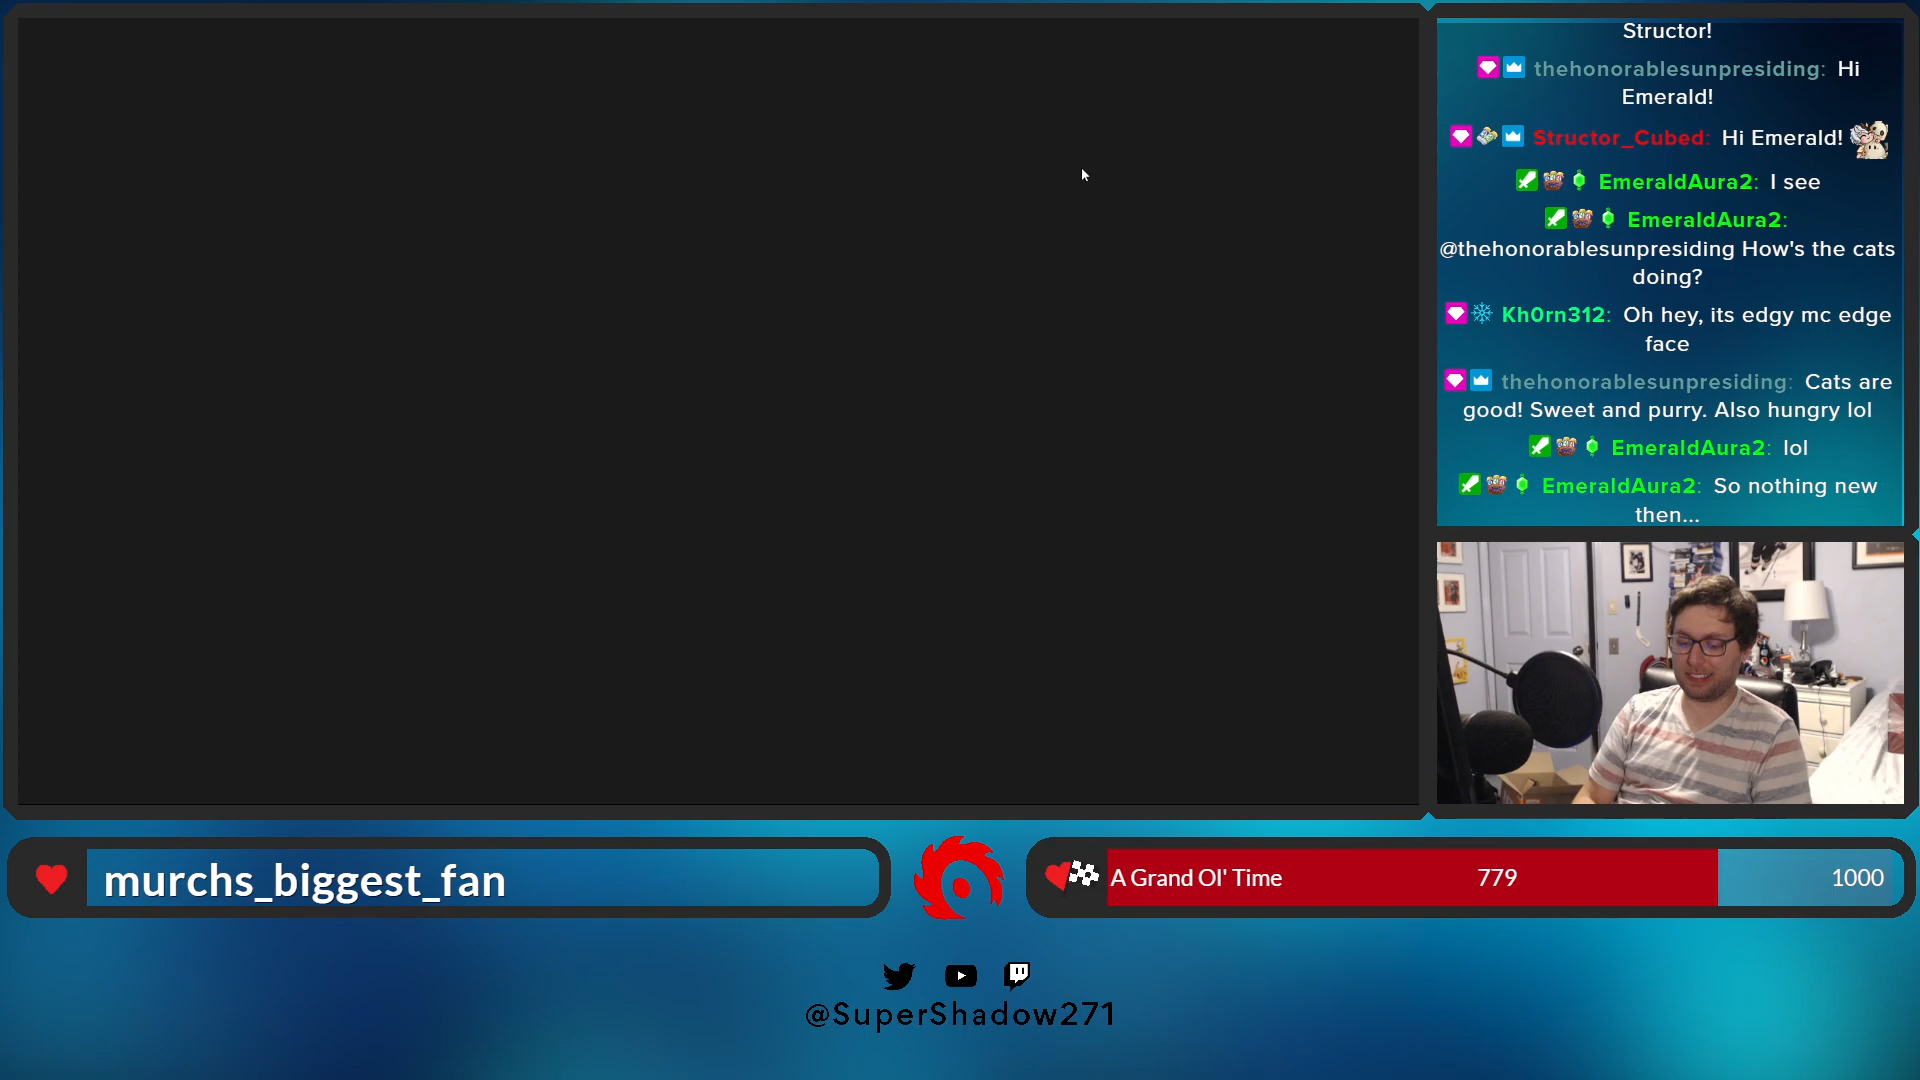 Structor!
thehonorablesunpresiding: Hi
Emerald!
Structor_Cubed: Hi Emerald!
EmeraldAura2: I see
EmeraldAura2:
@thehonorablesunpresiding How's the cats
doing?
Kh0rn312: Oh hey, its edgy mc edge
face
thehonorablesunpresiding: Cats are
good! Sweet and purry. Also hungry lol
EmeraldAura2: lol
EmeraldAura2: So nothing new
then...
murchs_biggest_fan
A Grand Ol' Time 779 1000
@SuperShadow271